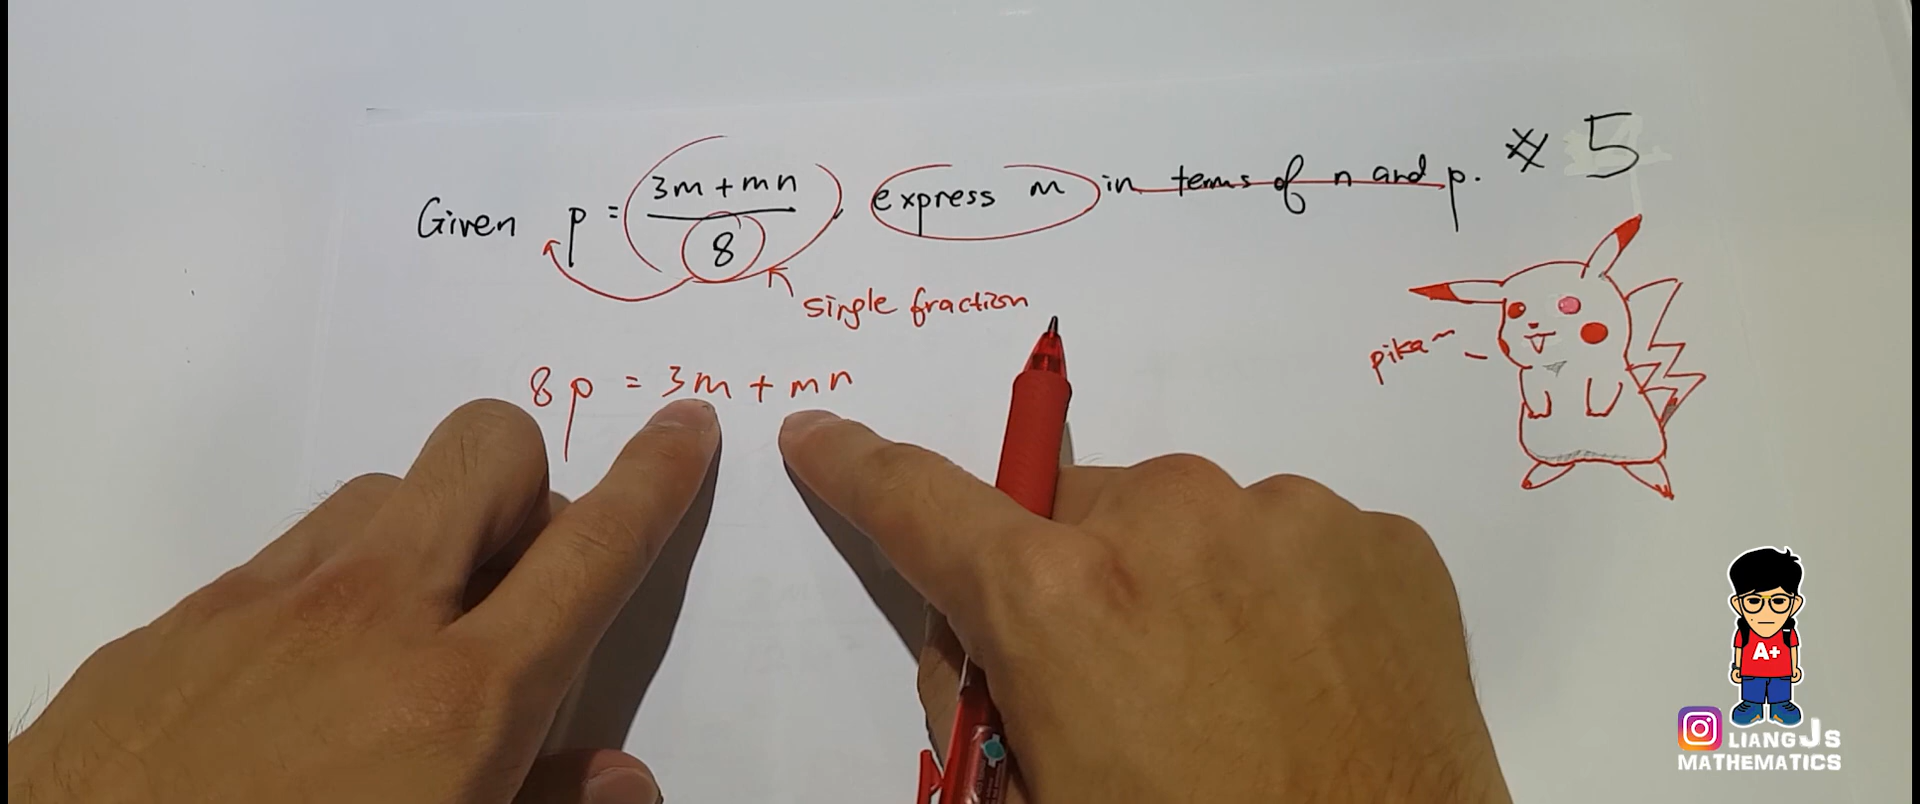 Given p = 3m + mn / 8, express m in terms of n and p. # 5
single fraction
pika~
8p = 3m + mn
A+
LIANGJS
MATHEMATICS